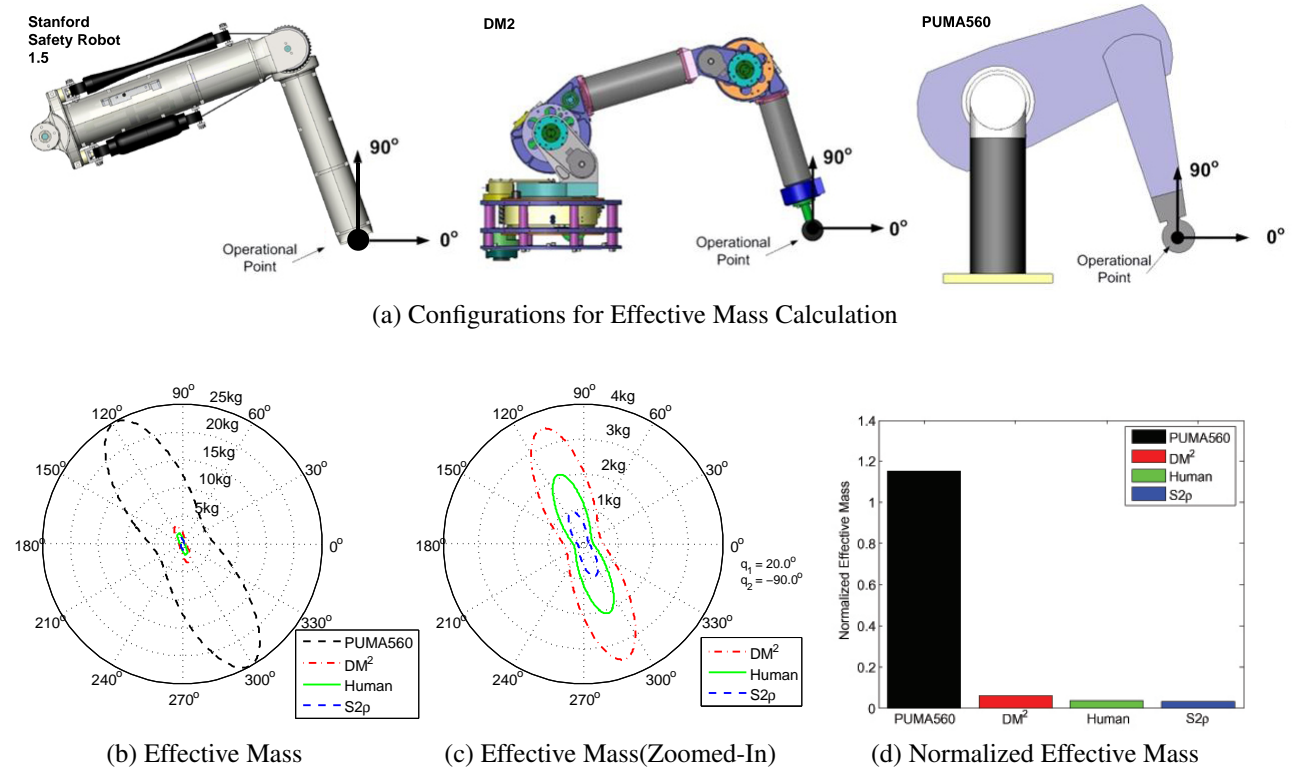 Stanford
Safety Robot
1.5
DM2
PUMA560
90°
0°
Operational
Point
90°
0°
Operational
Point
90°
0°
Operational
Point
(a) Configurations for Effective Mass Calculation
90° 25kg
120° 60°
20kg
15kg
150° 30°
10kg
5kg
180° 0°
210° 330°
240° 300°
270°
PUMA560
DM²
Human
S2ρ
(b) Effective Mass
90° 4kg
120° 60°
3kg
150° 30°
2kg
1kg
180° 0°
q₁ = 20.0°
q₂ = −90.0°
210° 330°
240° 300°
270°
DM²
Human
S2ρ
(c) Effective Mass(Zoomed-In)
1.4
1.2
1
0.8
0.6
0.4
0.2
0
Normalized Effective Mass
PUMA560
DM²
Human
S2ρ
PUMA560 DM² Human S2ρ
(d) Normalized Effective Mass